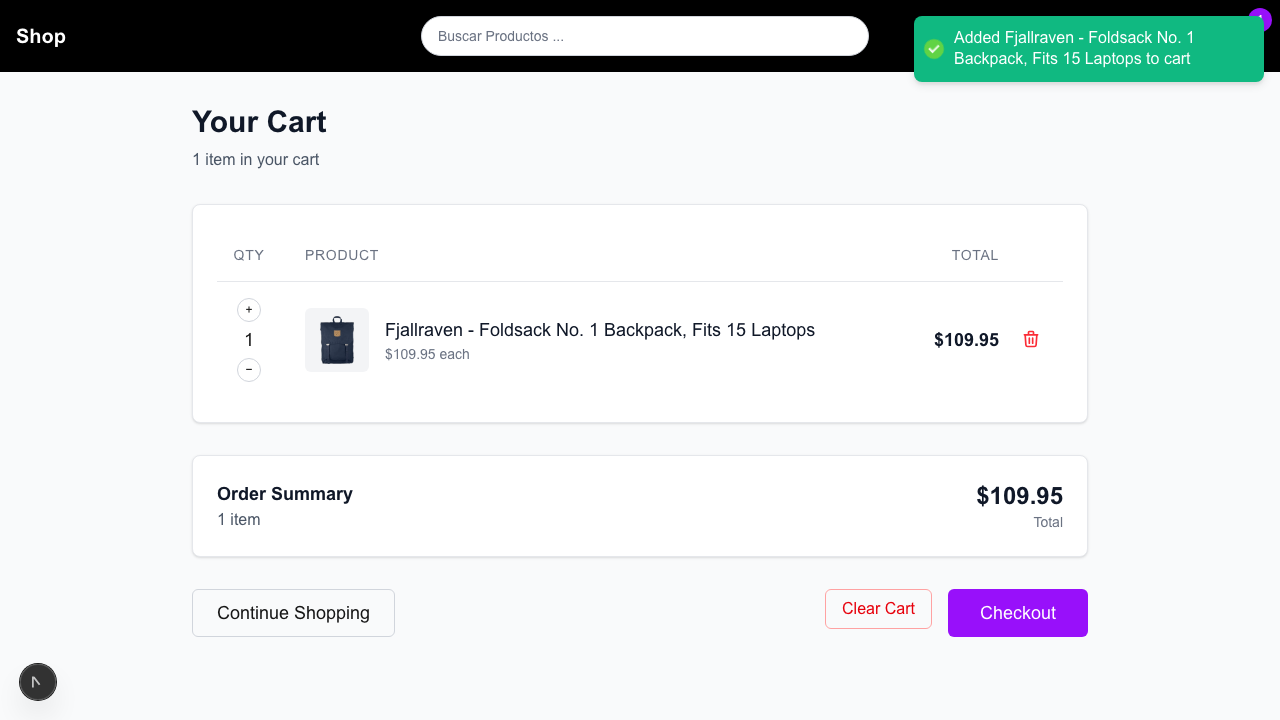 Shop
Buscar Productos ...
Added Fjallraven - Foldsack No. 1
Backpack, Fits 15 Laptops to cart
Your Cart
1 item in your cart
QTY PRODUCT TOTAL
+
1
−
Fjallraven - Foldsack No. 1 Backpack, Fits 15 Laptops
$109.95 each
$109.95
Order Summary
1 item
$109.95
Total
Continue Shopping
Clear Cart
Checkout